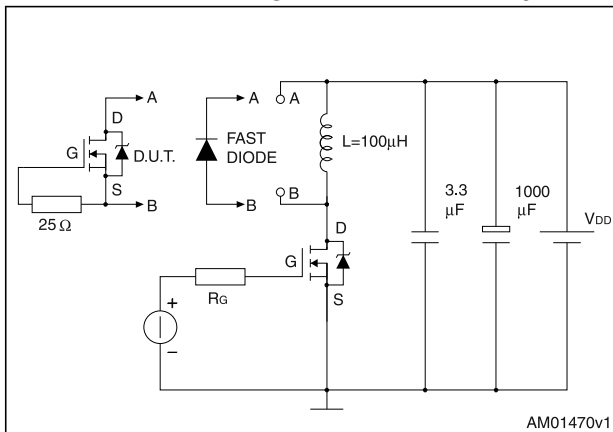 A
D
G
D.U.T.
S
B
25 Ω
A
FAST
DIODE
B
A
B
L=100μH
D
G
S
RG
+
–
3.3
μF
1000
μF
VDD
AM01470v1